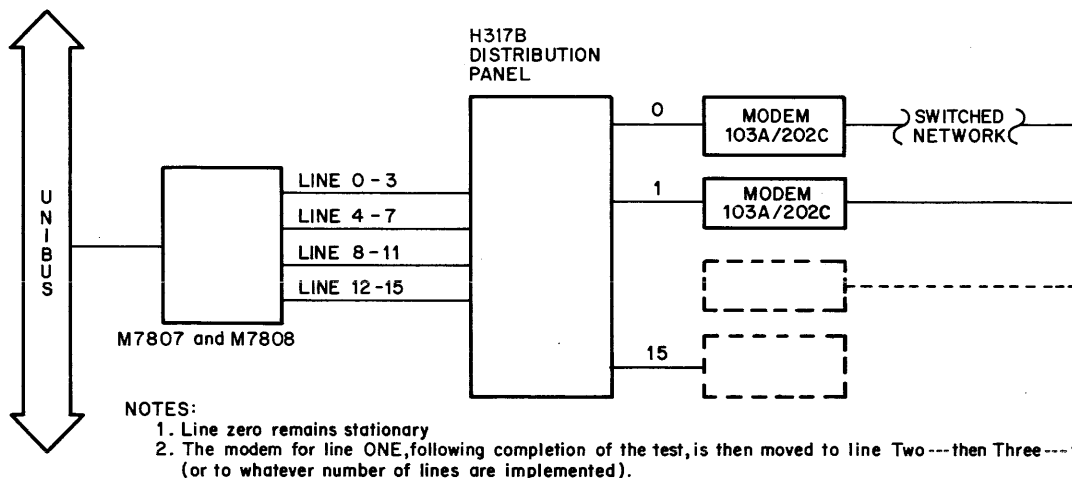 UNIBUS
M7807 and M7808
LINE 0-3
LINE 4-7
LINE 8-11
LINE 12-15
H317B
DISTRIBUTION
PANEL
0
MODEM
103A/202C
SWITCHED
NETWORK
1
MODEM
103A/202C
15
NOTES:
1. Line zero remains stationary
2. The modem for line ONE, following completion of the test, is then moved to line Two---then Three---
(or to whatever number of lines are implemented).